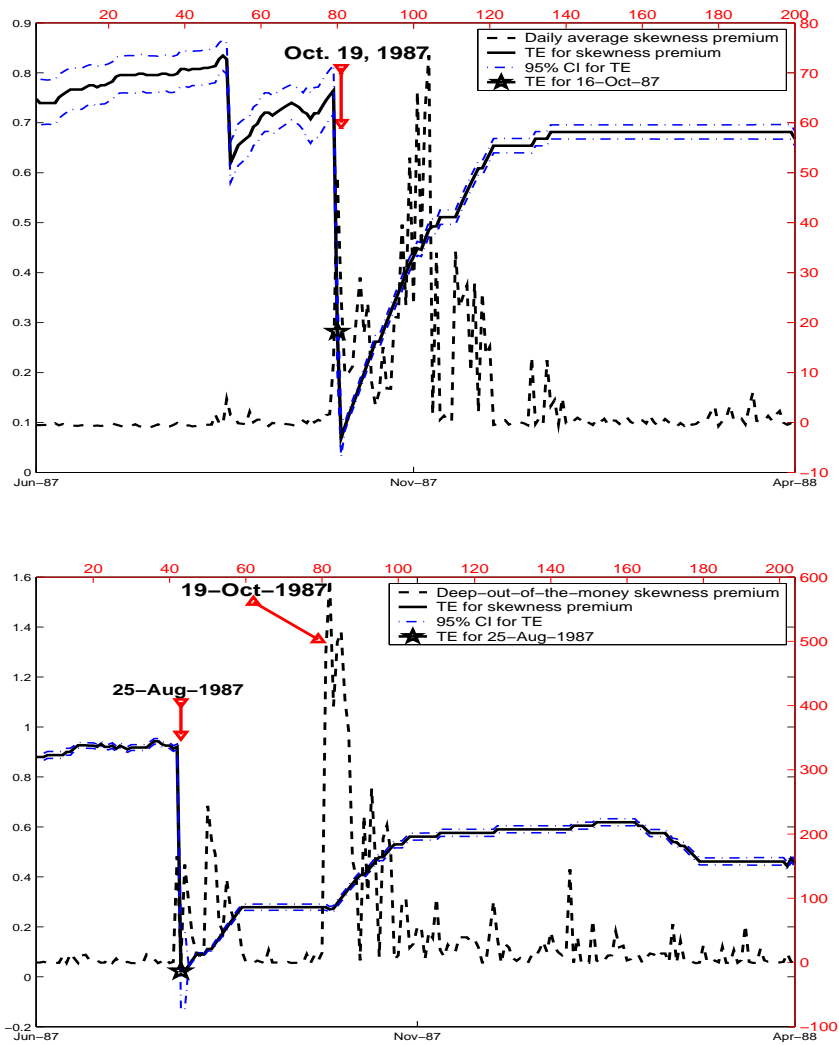 0 20 40 60 80 100 120 140 160 180 200
0.9 80
Oct. 19, 1987
Daily average skewness premium
TE for skewness premium
95% CI for TE
TE for 16−Oct−87
0.8 70
0.7 60
0.6 50
0.5 40
0.4 30
0.3 20
0.2 10
0.1 0
0 −10
Jun−87 Nov−87 Apr−88
20 40 60 80 100 120 140 160 180 200
1.6 600
19−Oct−1987
Deep−out−of−the−money skewness premium
TE for skewness premium
95% CI for TE
TE for 25−Aug−1987
1.4 500
1.2 400
25−Aug−1987
1 300
0.8 200
0.6 100
0.4 0
0.2
0
−0.2 −100
Jun−87 Nov−87 Apr−88